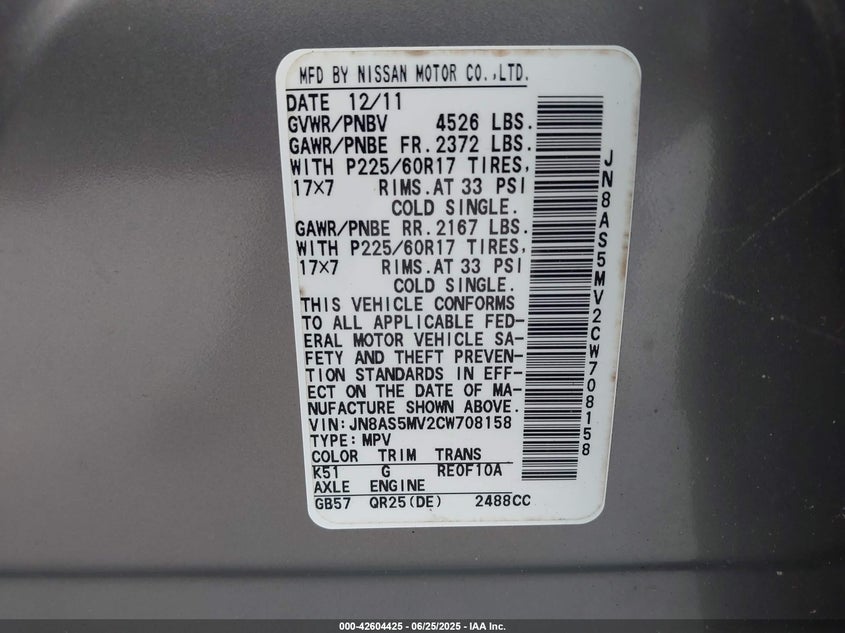 MFD BY NISSAN MOTOR CO.,LTD.
DATE 12/11
GVWR/PNBV 4526 LBS.
GAWR/PNBE FR. 2372 LBS.
WITH P225/60R17 TIRES,
17×7 RIMS.AT 33 PSI
COLD SINGLE.
GAWR/PNBE RR. 2167 LBS.
WITH P225/60R17 TIRES,
17×7 RIMS.AT 33 PSI
COLD SINGLE.
THIS VEHICLE CONFORMS
TO ALL APPLICABLE FED-
ERAL MOTOR VEHICLE SA-
FETY AND THEFT PREVEN-
TION STANDARDS IN EFF-
ECT ON THE DATE OF MA-
NUFACTURE SHOWN ABOVE.
VIN: JN8AS5MV2CW708158
TYPE: MPV
COLOR TRIM TRANS
K51 G RE0F10A
AXLE ENGINE
GB57 QR25(DE) 2488CC
JN8AS5MV2CW708158
000-42604425 - 06/25/2025 - IAA Inc.